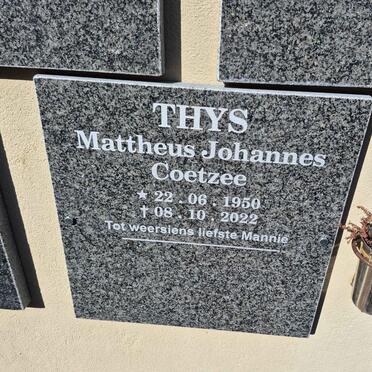 THYS
Mattheus Johannes
Coetzee
★ 22 . 06 . 1950
† 08 . 10 . 2022
Tot weersiens liefste Mannie